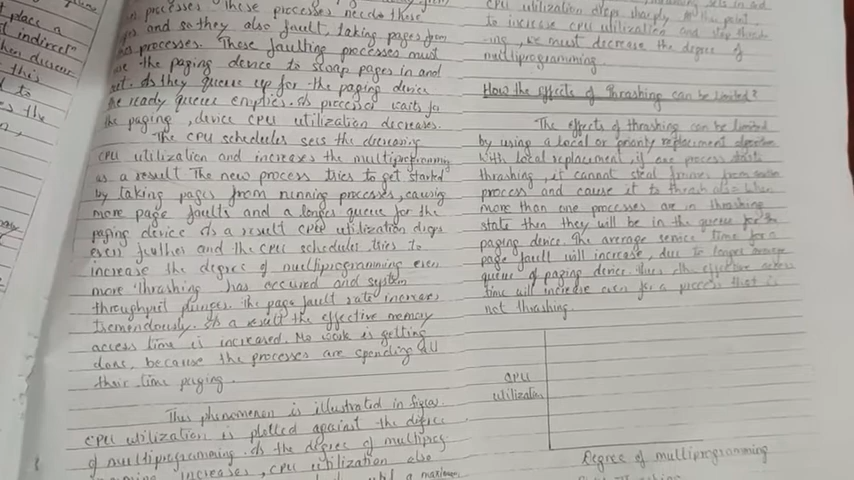 place a
indirect
then discuss
this
to
the
processes. These processes need those
and so they also fault, taking pages from
processes. These faulting processes must
the paging device to swap pages in and
out. As they queue up for the paging device
the ready queue empties. As processes waits for
the paging, device CPU utilization decreases.
The CPU scheduler sees the decreasing
CPU utilization and increases the multiprogramming
as a result The new process tries to get started
by taking pages from running processes, causing
more page faults and a longer queue for the
paging device As a result CPU utilization drops
even further and the CPU scheduler tries to
increase the degree of multiprogramming even
more Thrashing has occured and system
throughput plunges. The page fault rate increases
tremendously. As a result the effective memory
access time is increased. No work is getting
done, because the processes are spending all
their time paging.
This phenomenon is illustrated in
CPU utilization is plotted against the degree
of multiprogramming. As the degree of
increases, CPU utilization also
a maximum
CPU utilization drops sharply. At this point
to increase CPU utilization and stop
we must decrease the degree of
multiprogramming.
How the effects of Thrashing can be limited?
The effects of thrashing can be limited
by using a local or priority replacement
With local replacement, if one process starts
thrashing, it cannot steal frames from
process and cause it to thrash also When
more than one processes are in thrashing
state then they will be in the queue for the
paging device. The average service time for a
page fault will increase, due to longer average
queue of paging device. Thus the effective access
time will increase even for a process that is
not thrashing.
CPU
utilization
Degree of multiprogramming